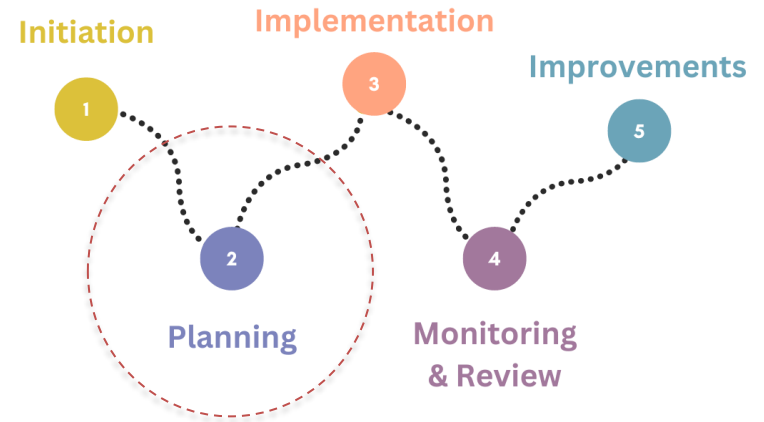 Initiation
1
Planning
2
Implementation
3
Monitoring
& Review
4
Improvements
5